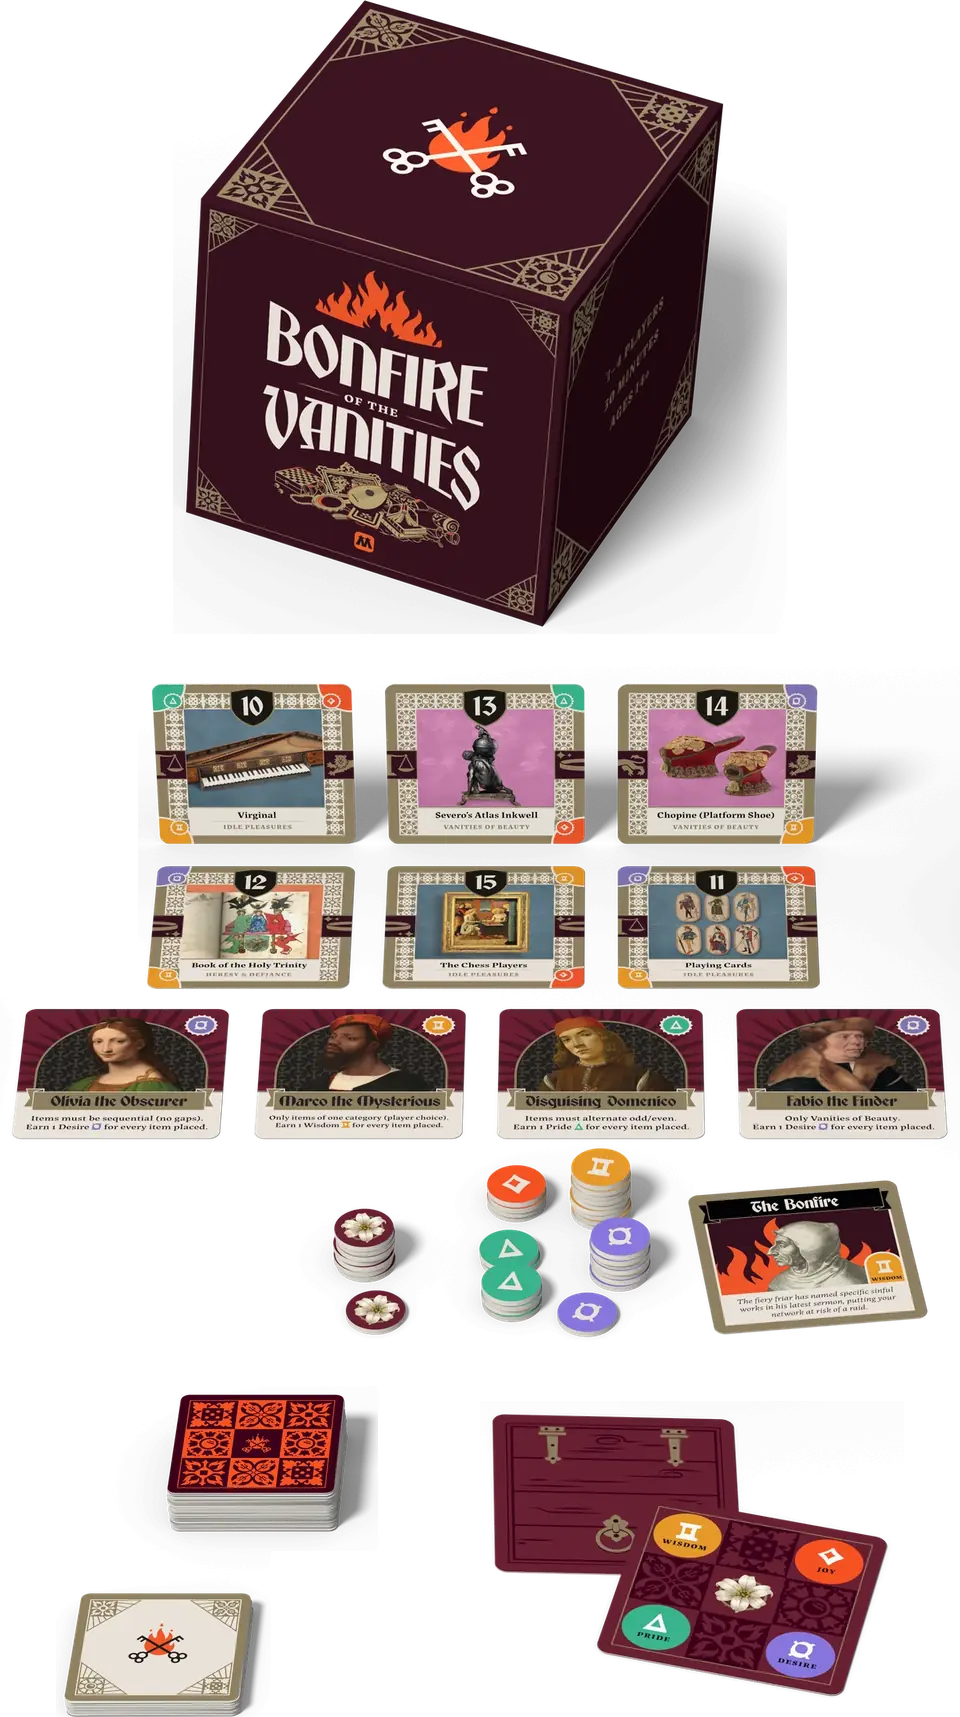 BONFIRE
OF THE
VANITIES
1-4 PLAYERS
30 MINUTES
AGES 14+
10
Virginal
IDLE PLEASURES
13
Severo's Atlas Inkwell
VANITIES OF BEAUTY
14
Chopine (Platform Shoe)
VANITIES OF BEAUTY
12
Book of the Holy Trinity
HERESY & DEFIANCE
15
The Chess Players
IDLE PLEASURES
11
Playing Cards
IDLE PLEASURES
Olivia the Obscurer
Items must be sequential (no gaps).
Earn 1 Desire for every item placed.
Marco the Mysterious
Only items of one category (player choice).
Earn 1 Wisdom for every item placed.
Disguising Domenico
Items must alternate odd/even.
Earn 1 Pride for every item placed.
Fabio the Finder
Only Vanities of Beauty.
Earn 1 Desire for every item placed.
The Bonfire
WISDOM
The fiery friar has named specific sinful
works in his latest sermon, putting your
network at risk of a raid.
WISDOM
JOY
PRIDE
DESIRE